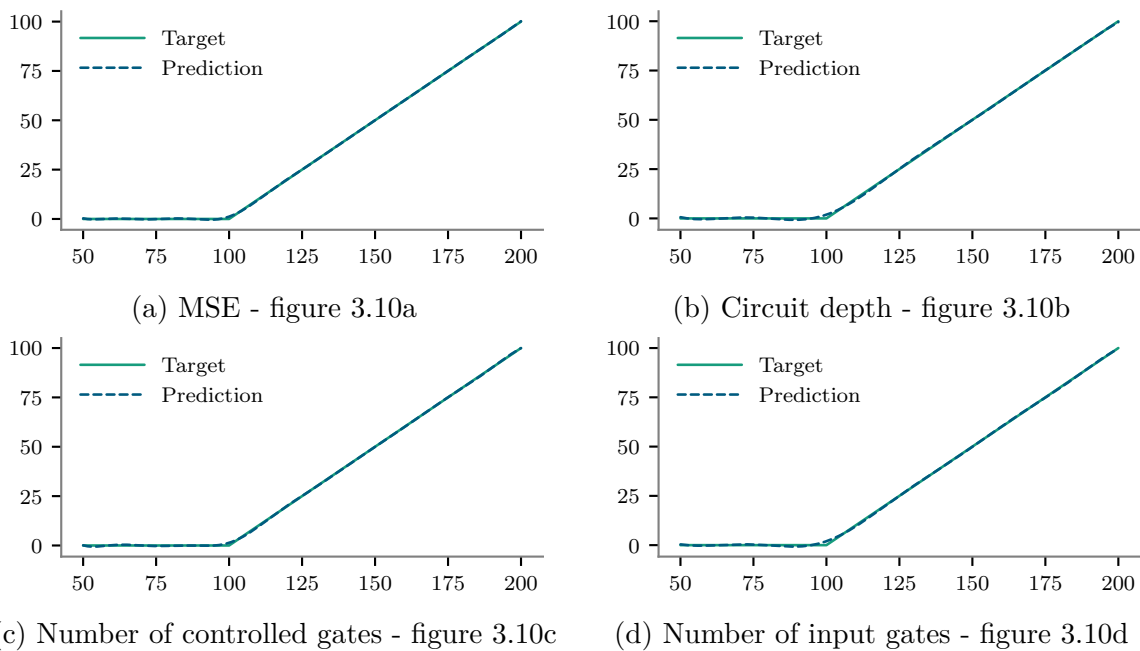 100
75
50
25
0
Target
Prediction
50 75 100 125 150 175 200
(a) MSE - figure 3.10a
100
75
50
25
0
Target
Prediction
50 75 100 125 150 175 200
(b) Circuit depth - figure 3.10b
100
75
50
25
0
Target
Prediction
50 75 100 125 150 175 200
c) Number of controlled gates - figure 3.10c
100
75
50
25
0
Target
Prediction
50 75 100 125 150 175 200
(d) Number of input gates - figure 3.10d